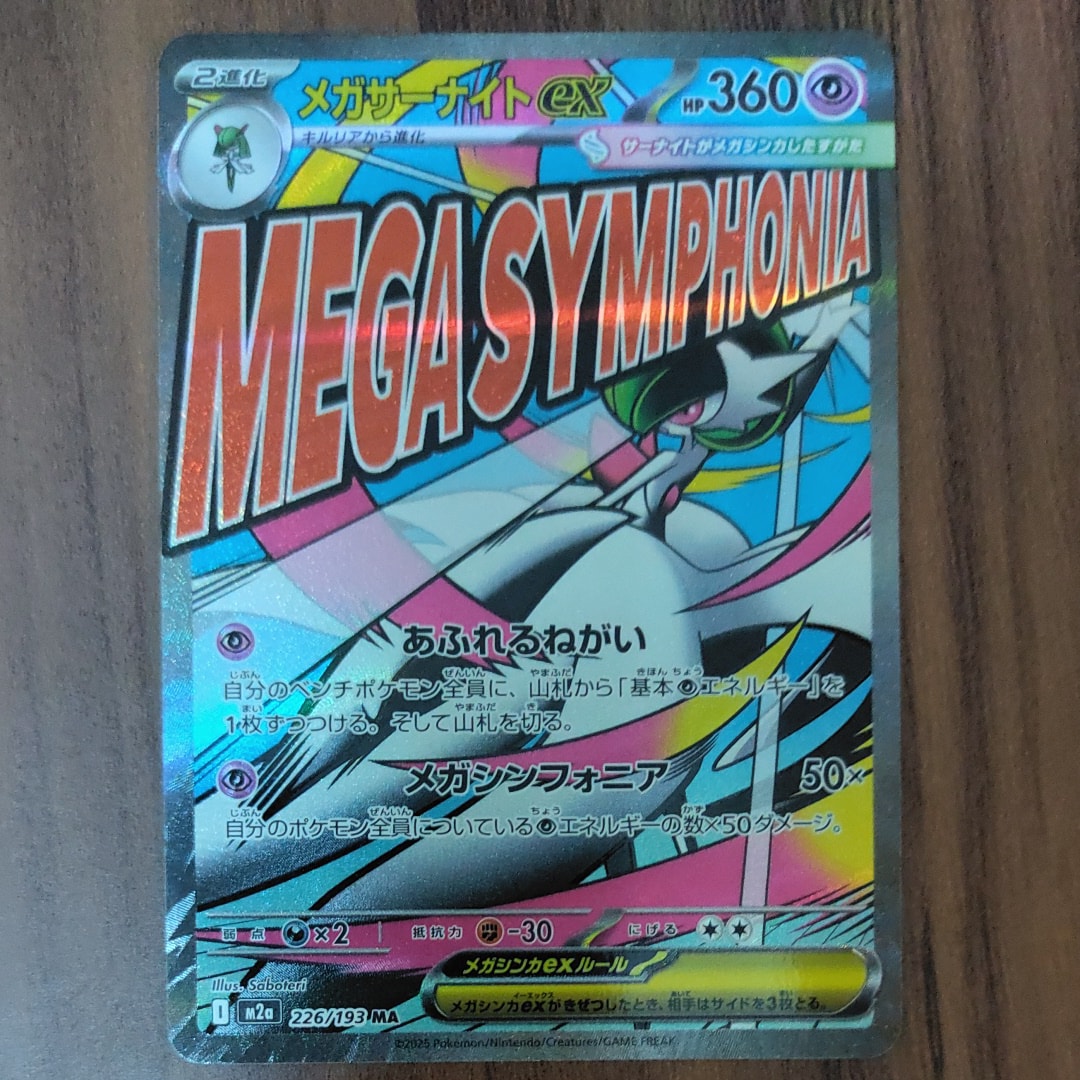 2進化
メガサーナイトex
HP360
キルリアから進化
サーナイトがメガシンカしたすがた
MEGA SYMPHONIA
あふれるねがい
自分のベンチポケモン全員に、山札から「基本エネルギー」を
1枚ずつつける。そして山札を切る。
メガシンフォニア 50×
自分のポケモン全員についているエネルギーの数×50ダメージ。
弱点 ×2 抵抗力 -30 にげる
メガシンカexルール
メガシンカexがきぜつしたとき、相手はサイドを3枚とる。
Illus. Saboteri
I m2a 226/193 MA
©2025 Pokémon/Nintendo/Creatures/GAME FREAK